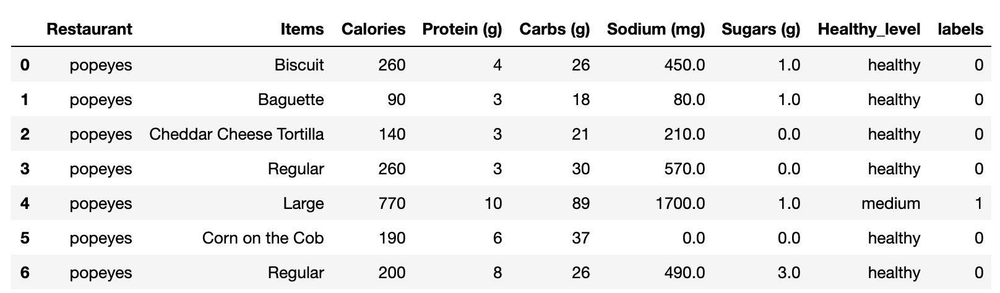 Restaurant Items Calories Protein (g) Carbs (g) Sodium (mg) Sugars (g) Healthy_level labels
0 popeyes Biscuit 260 4 26 450.0 1.0 healthy 0
1 popeyes Baguette 90 3 18 80.0 1.0 healthy 0
2 popeyes Cheddar Cheese Tortilla 140 3 21 210.0 0.0 healthy 0
3 popeyes Regular 260 3 30 570.0 0.0 healthy 0
4 popeyes Large 770 10 89 1700.0 1.0 medium 1
5 popeyes Corn on the Cob 190 6 37 0.0 0.0 healthy 0
6 popeyes Regular 200 8 26 490.0 3.0 healthy 0